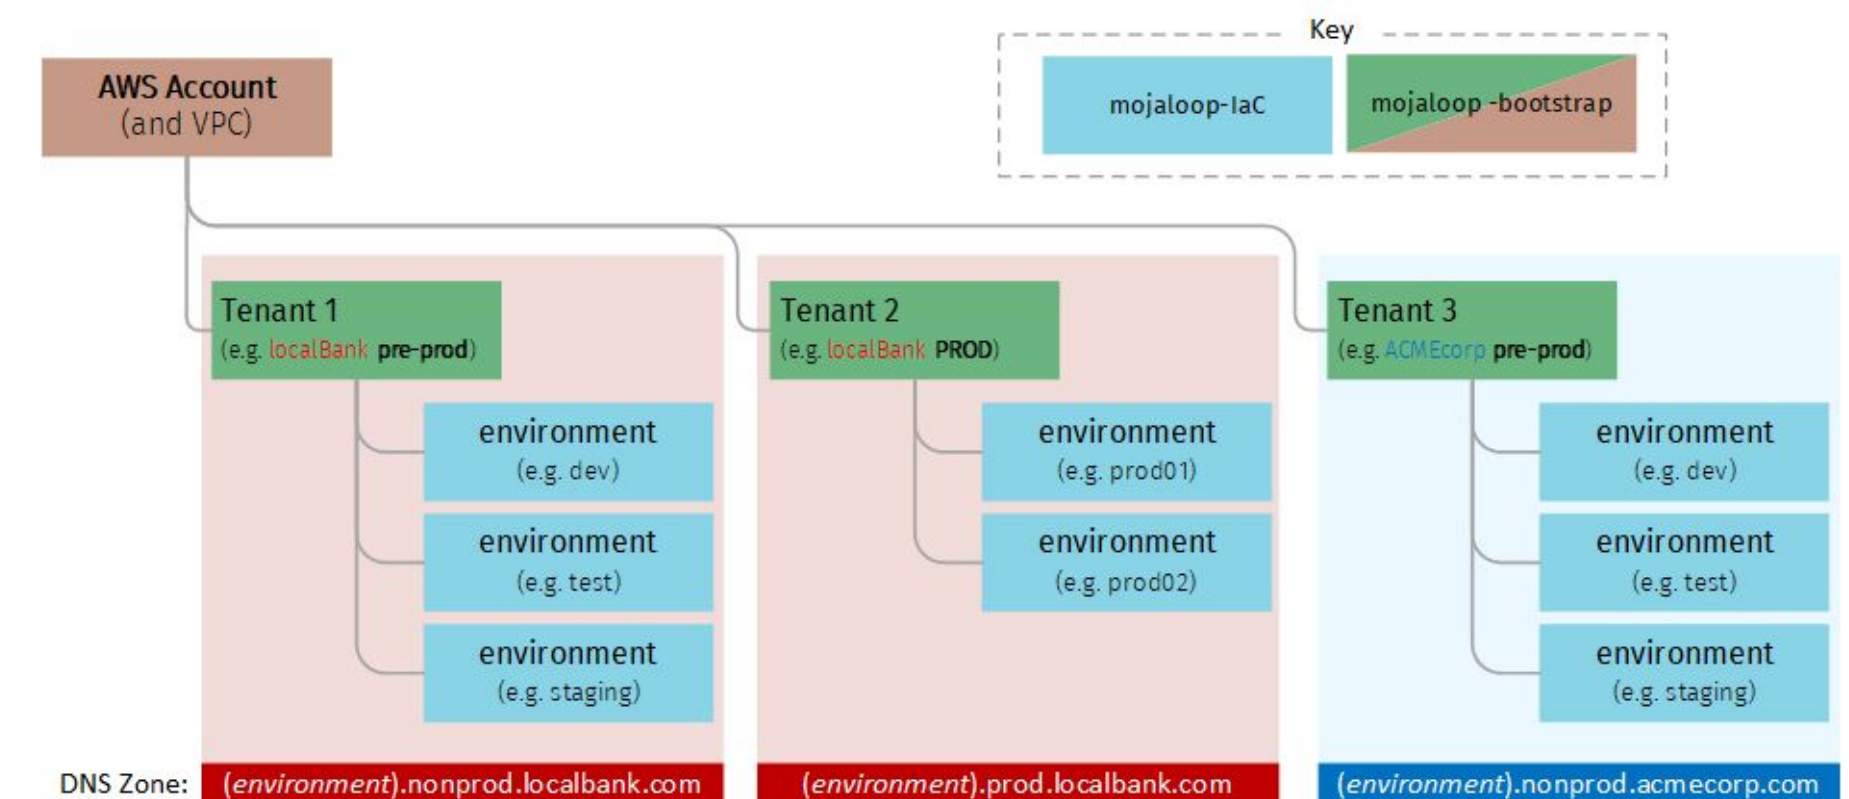 Key
AWS Account
(and VPC)
mojaloop-IaC
mojaloop -bootstrap
Tenant 1
(e.g. localBank pre-prod)
environment
(e.g. dev)
environment
(e.g. test)
environment
(e.g. staging)
Tenant 2
(e.g. localBank PROD)
environment
(e.g. prod01)
environment
(e.g. prod02)
Tenant 3
(e.g. ACMEcorp pre-prod)
environment
(e.g. dev)
environment
(e.g. test)
environment
(e.g. staging)
DNS Zone:
(environment).nonprod.localbank.com
(environment).prod.localbank.com
(environment).nonprod.acmecorp.com